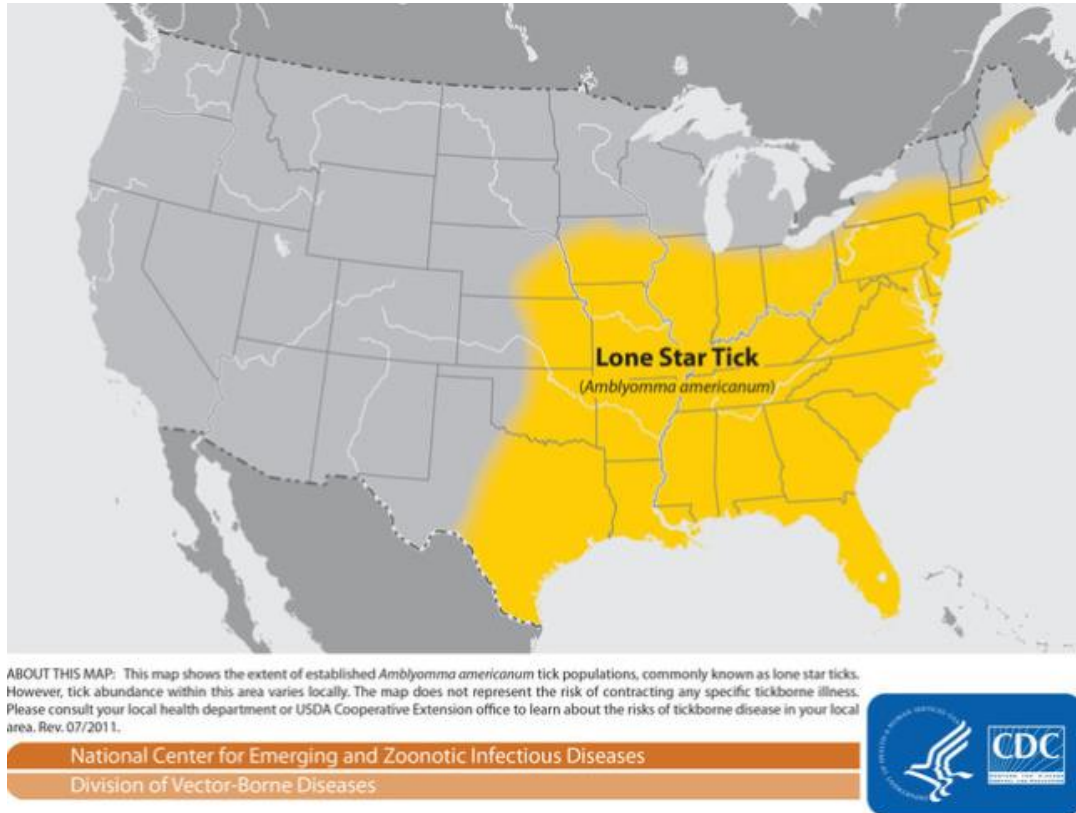 Lone Star Tick
(Amblyomma americanum)
ABOUT THIS MAP: This map shows the extent of established Amblyomma americanum tick populations, commonly known as lone star ticks.
However, tick abundance within this area varies locally. The map does not represent the risk of contracting any specific tickborne illness.
Please consult your local health department or USDA Cooperative Extension office to learn about the risks of tickborne disease in your local
area. Rev. 07/2011.
National Center for Emerging and Zoonotic Infectious Diseases
Division of Vector-Borne Diseases
CDC